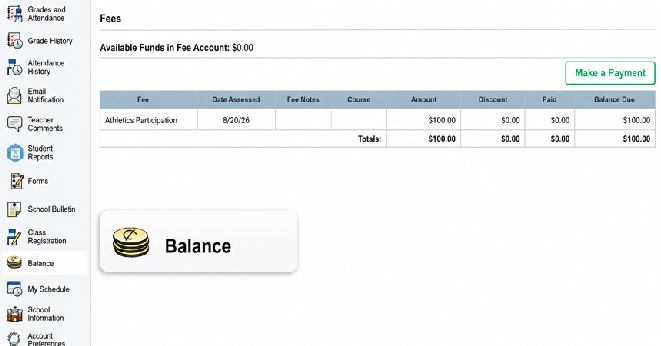 Grades and
Attendance
Grade History
Attendance
History
Email
Notification
Teacher
Comments
Student
Reports
Forms
School Bulletin
Class
Registration
Balance
My Schedule
School
Information
Account
Preferences
Fees
Available Funds in Fee Account: $0.00
Make a Payment
Fee Date Assessed Fee Notes Course Amount Discount Paid Balance Due
Athletics Participation 8/20/26 $100.00 $0.00 $0.00 $100.00
Totals: $100.00 $0.00 $0.00 $100.00
Balance